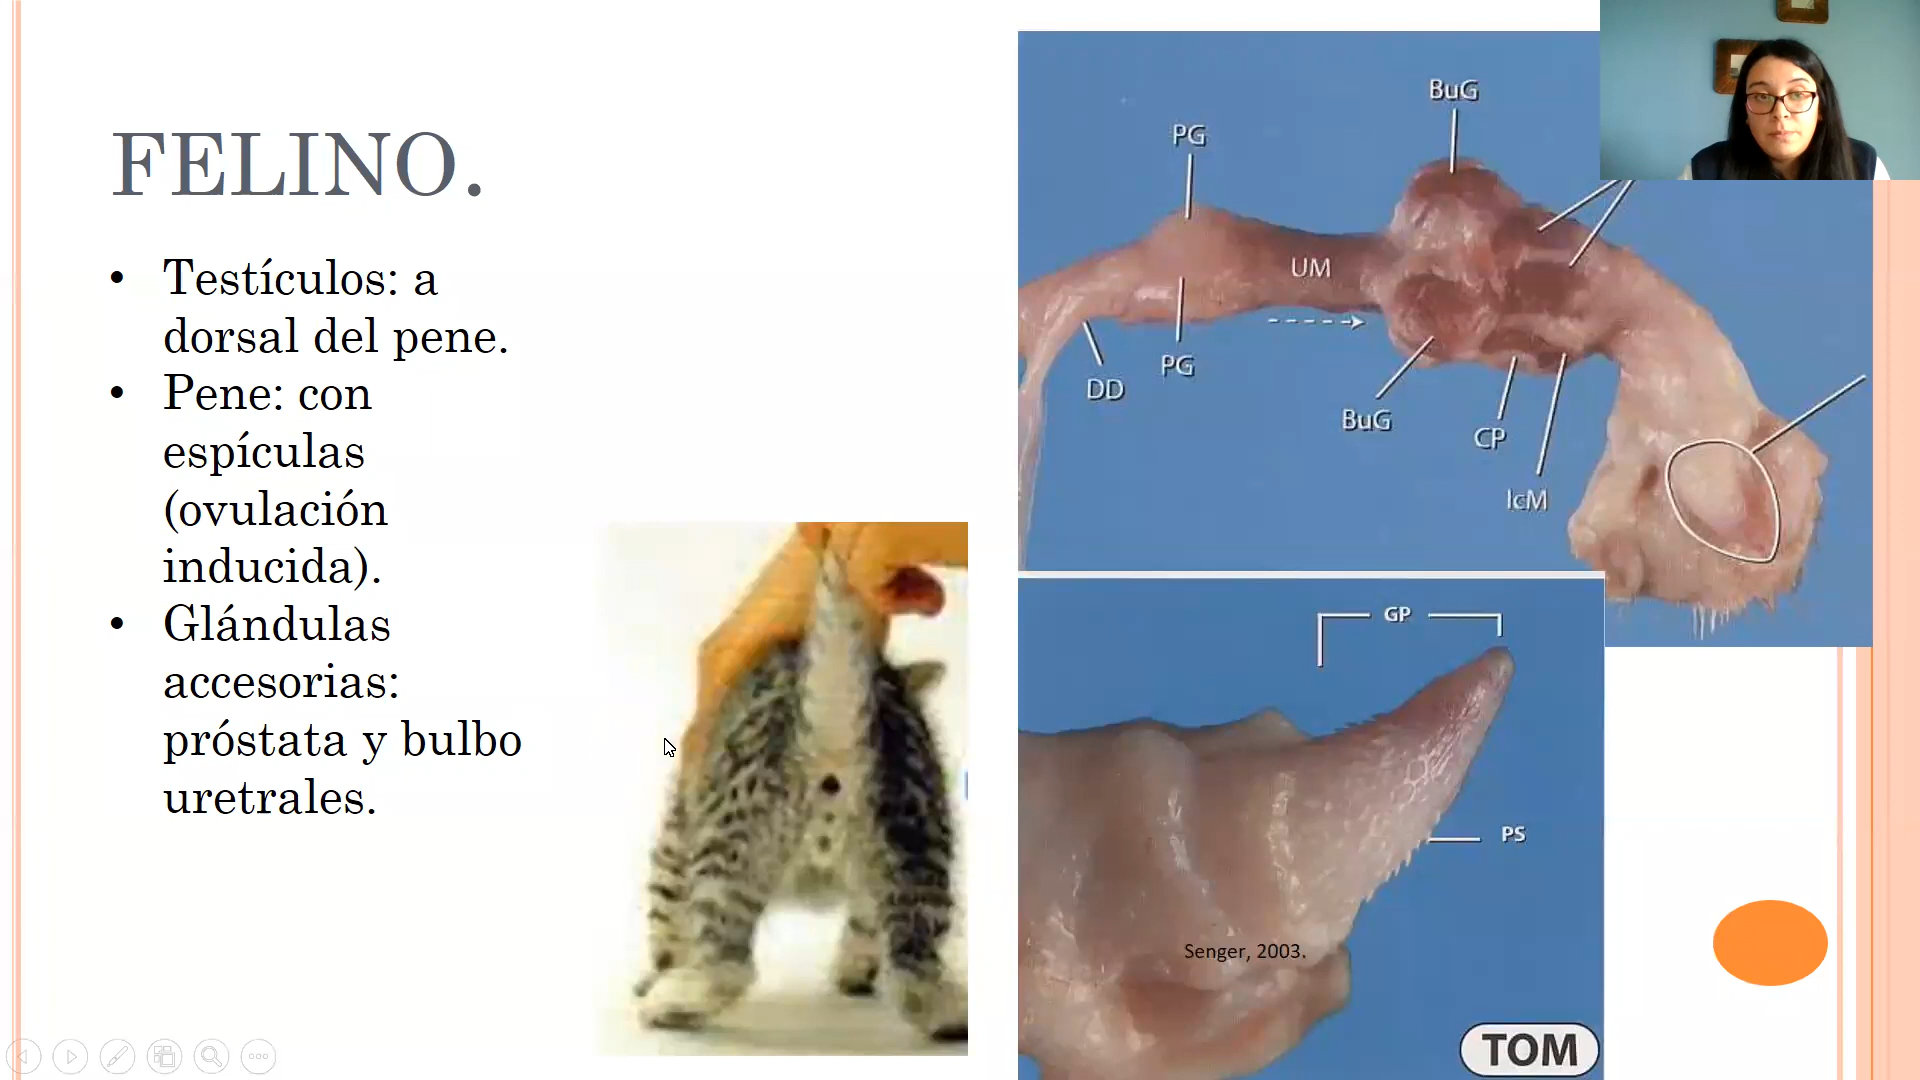 FELINO.
• Testículos: a
dorsal del pene.
• Pene: con
espículas
(ovulación
inducida).
• Glándulas
accesorias:
próstata y bulbo
uretrales.
BuG
PG
UM
PG
DD
BuG
CP
IcM
GP
PS
Senger, 2003.
TOM